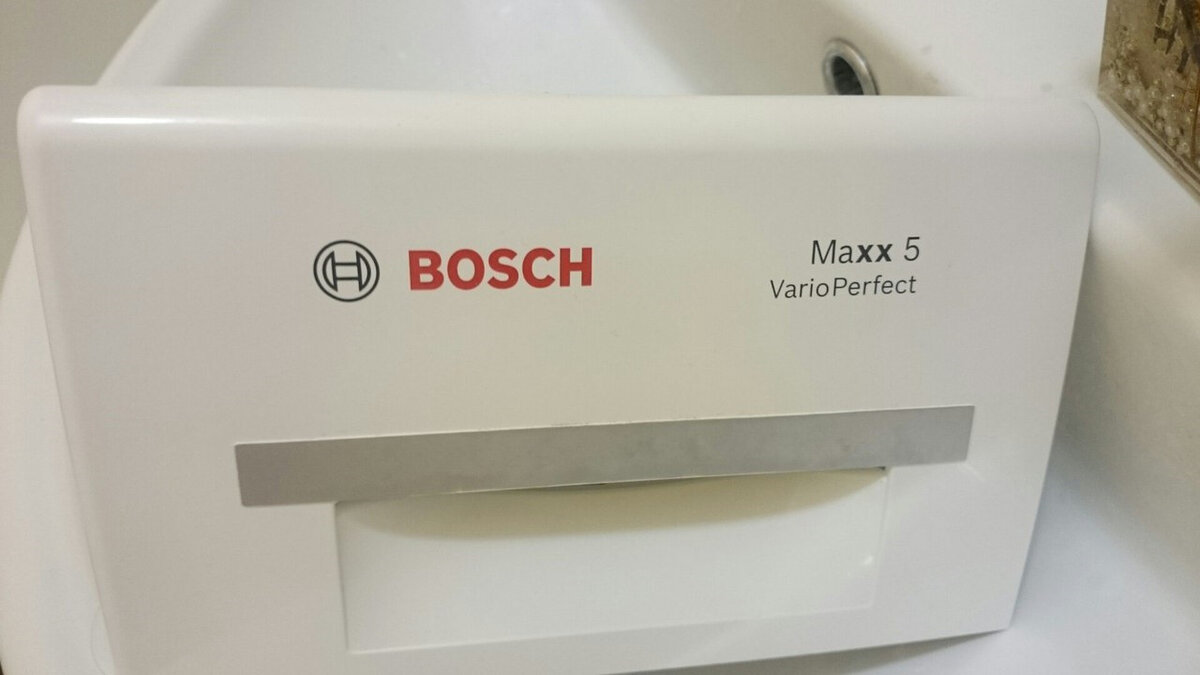 BOSCH
Maxx 5
VarioPerfect